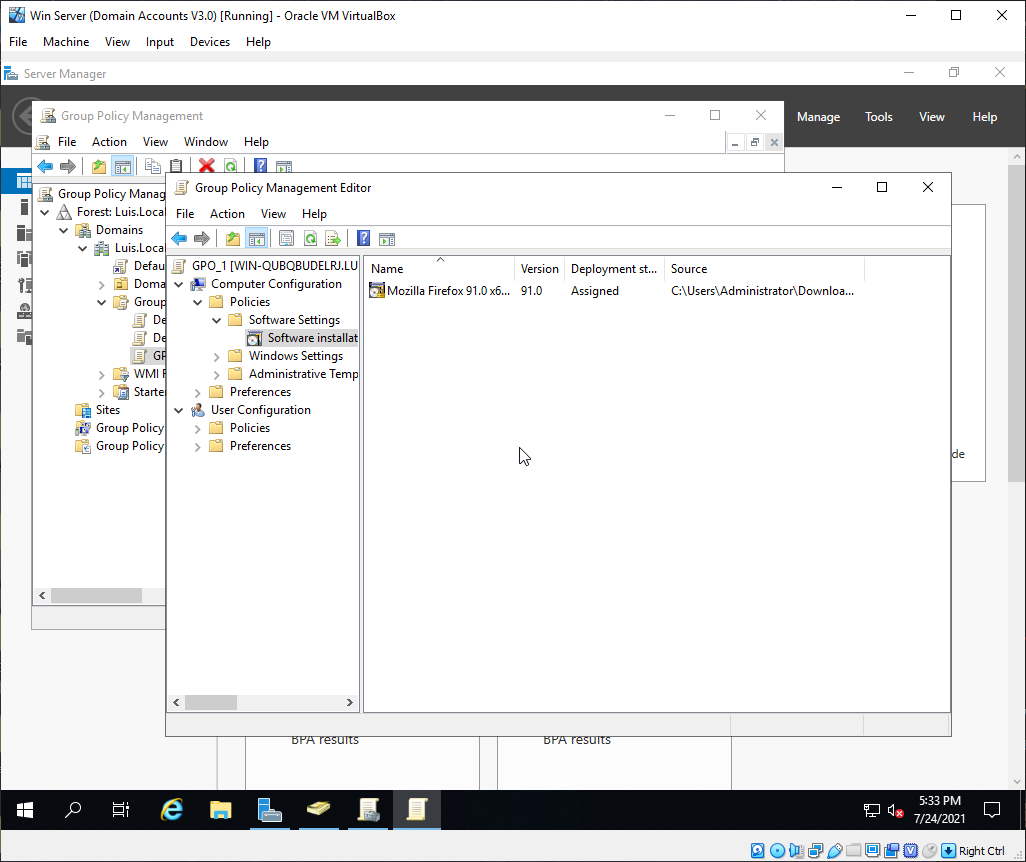 Win Server (Domain Accounts V3.0) [Running] - Oracle VM VirtualBox
File Machine View Input Devices Help
Server Manager
Manage Tools View Help
Group Policy Management
File Action View Window Help
Group Policy Manag
Forest: Luis.Local
Domains
Luis.Loca
Defau
Doma
Group
De
De
GP
WMI F
Starte
Sites
Group Policy
Group Policy
Group Policy Management Editor
File Action View Help
GPO_1 [WIN-QUBQBUDELRJ.LU
Computer Configuration
Policies
Software Settings
Software installat
Windows Settings
Administrative Temp
Preferences
User Configuration
Policies
Preferences
Name Version Deployment st... Source
Mozilla Firefox 91.0 x6... 91.0 Assigned C:\Users\Administrator\Downloa...
de
BPA results BPA results
5:33 PM
7/24/2021
Right Ctrl